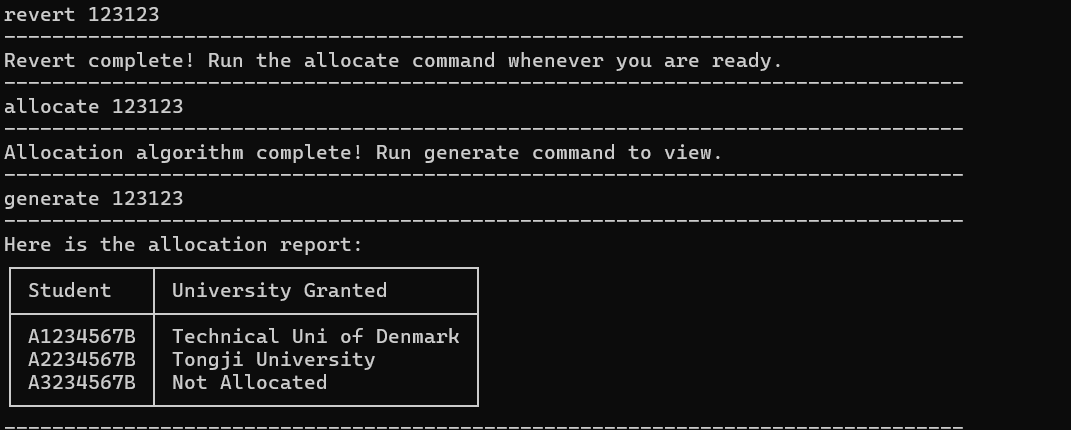 revert 123123
--------------------------------------------------------------------------------
Revert complete! Run the allocate command whenever you are ready.
--------------------------------------------------------------------------------
allocate 123123
--------------------------------------------------------------------------------
Allocation algorithm complete! Run generate command to view.
--------------------------------------------------------------------------------
generate 123123
--------------------------------------------------------------------------------
Here is the allocation report:
Student University Granted
A1234567B Technical Uni of Denmark
A2234567B Tongji University
A3234567B Not Allocated
--------------------------------------------------------------------------------